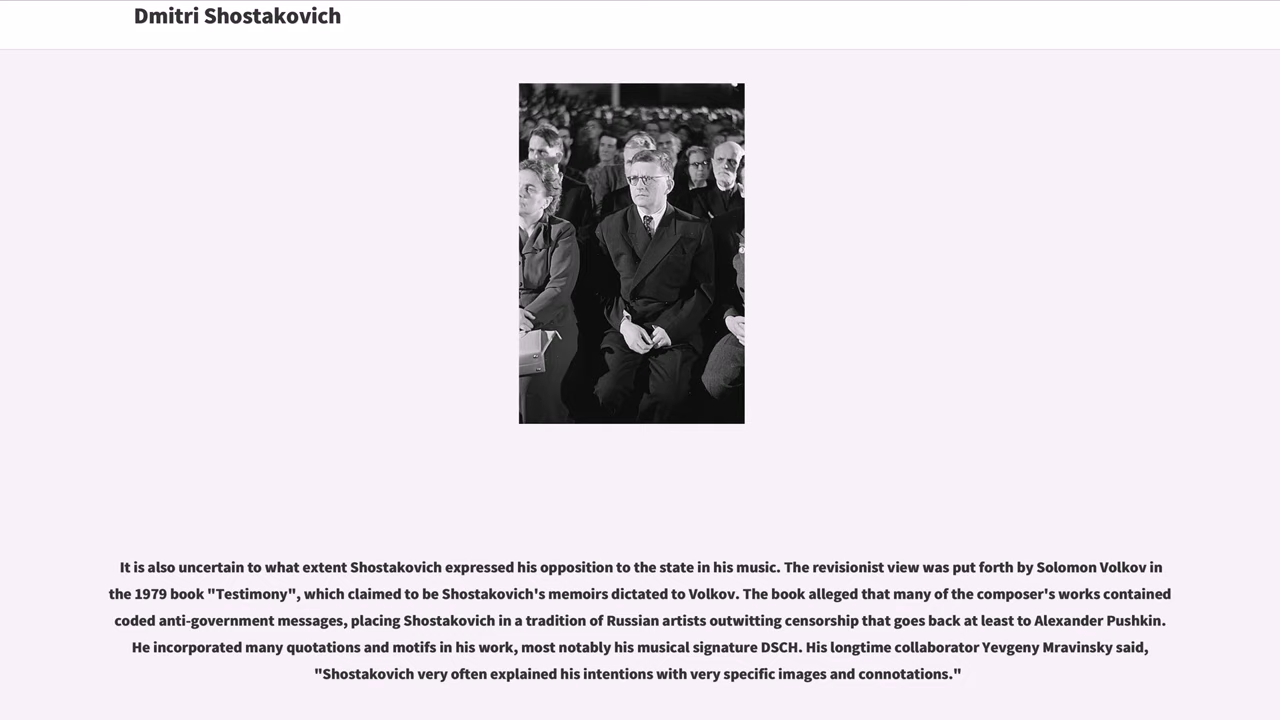 Dmitri Shostakovich
It is also uncertain to what extent Shostakovich expressed his opposition to the state in his music. The revisionist view was put forth by Solomon Volkov in
the 1979 book "Testimony", which claimed to be Shostakovich's memoirs dictated to Volkov. The book alleged that many of the composer's works contained
coded anti-government messages, placing Shostakovich in a tradition of Russian artists outwitting censorship that goes back at least to Alexander Pushkin.
He incorporated many quotations and motifs in his work, most notably his musical signature DSCH. His longtime collaborator Yevgeny Mravinsky said,
"Shostakovich very often explained his intentions with very specific images and connotations."